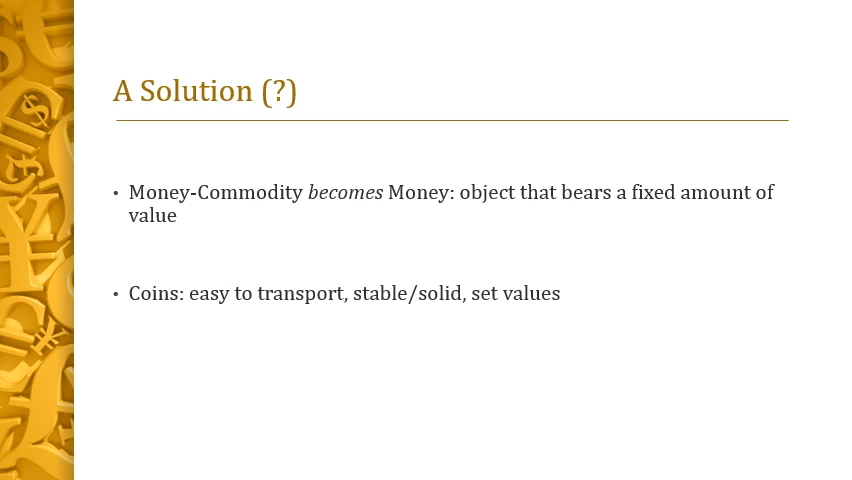 A Solution (?)
• Money-Commodity becomes Money: object that bears a fixed amount of
value
• Coins: easy to transport, stable/solid, set values